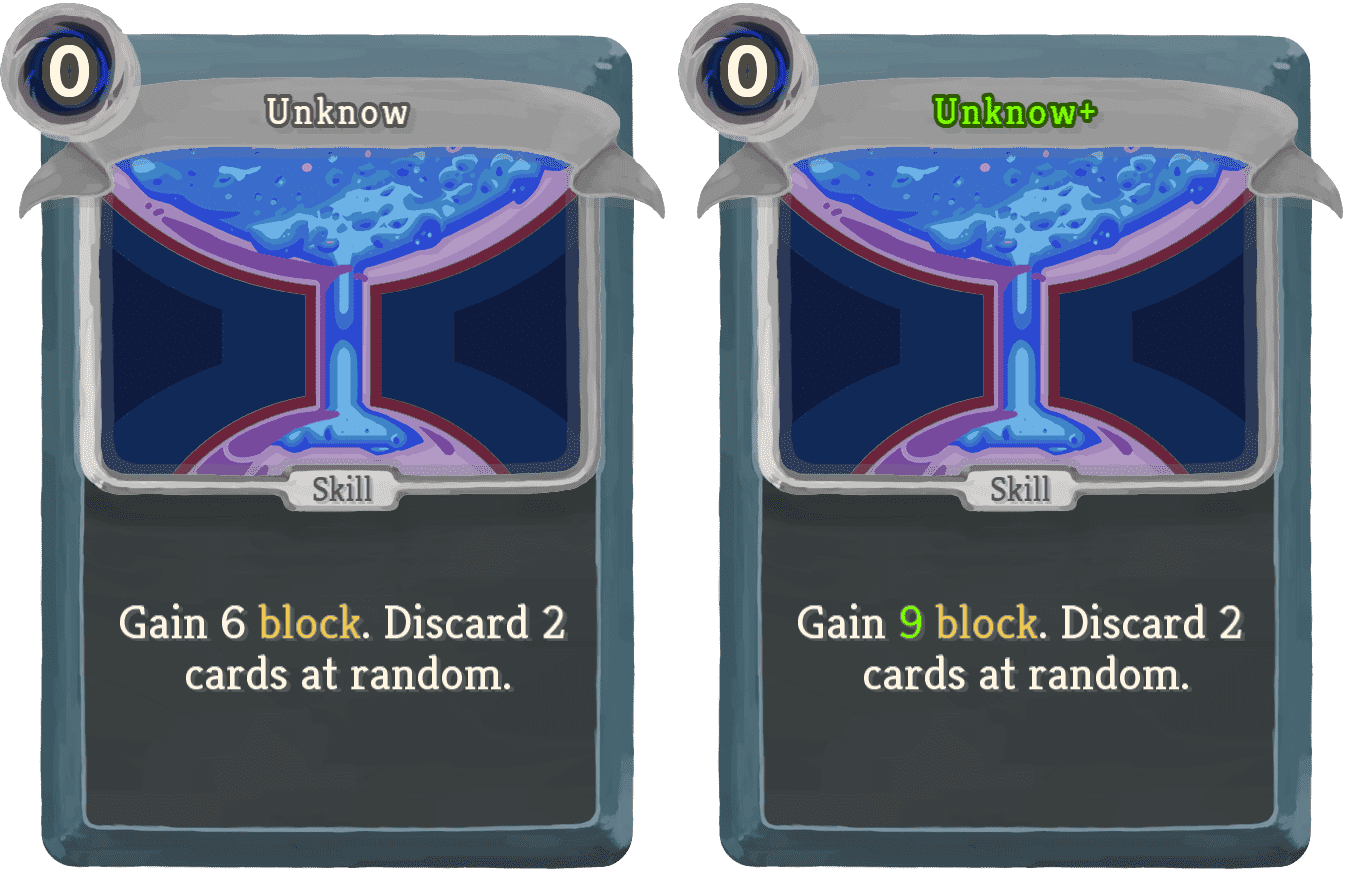 0
Unknow
Skill
Gain 6 block. Discard 2
cards at random.
0
Unknow+
Skill
Gain 9 block. Discard 2
cards at random.